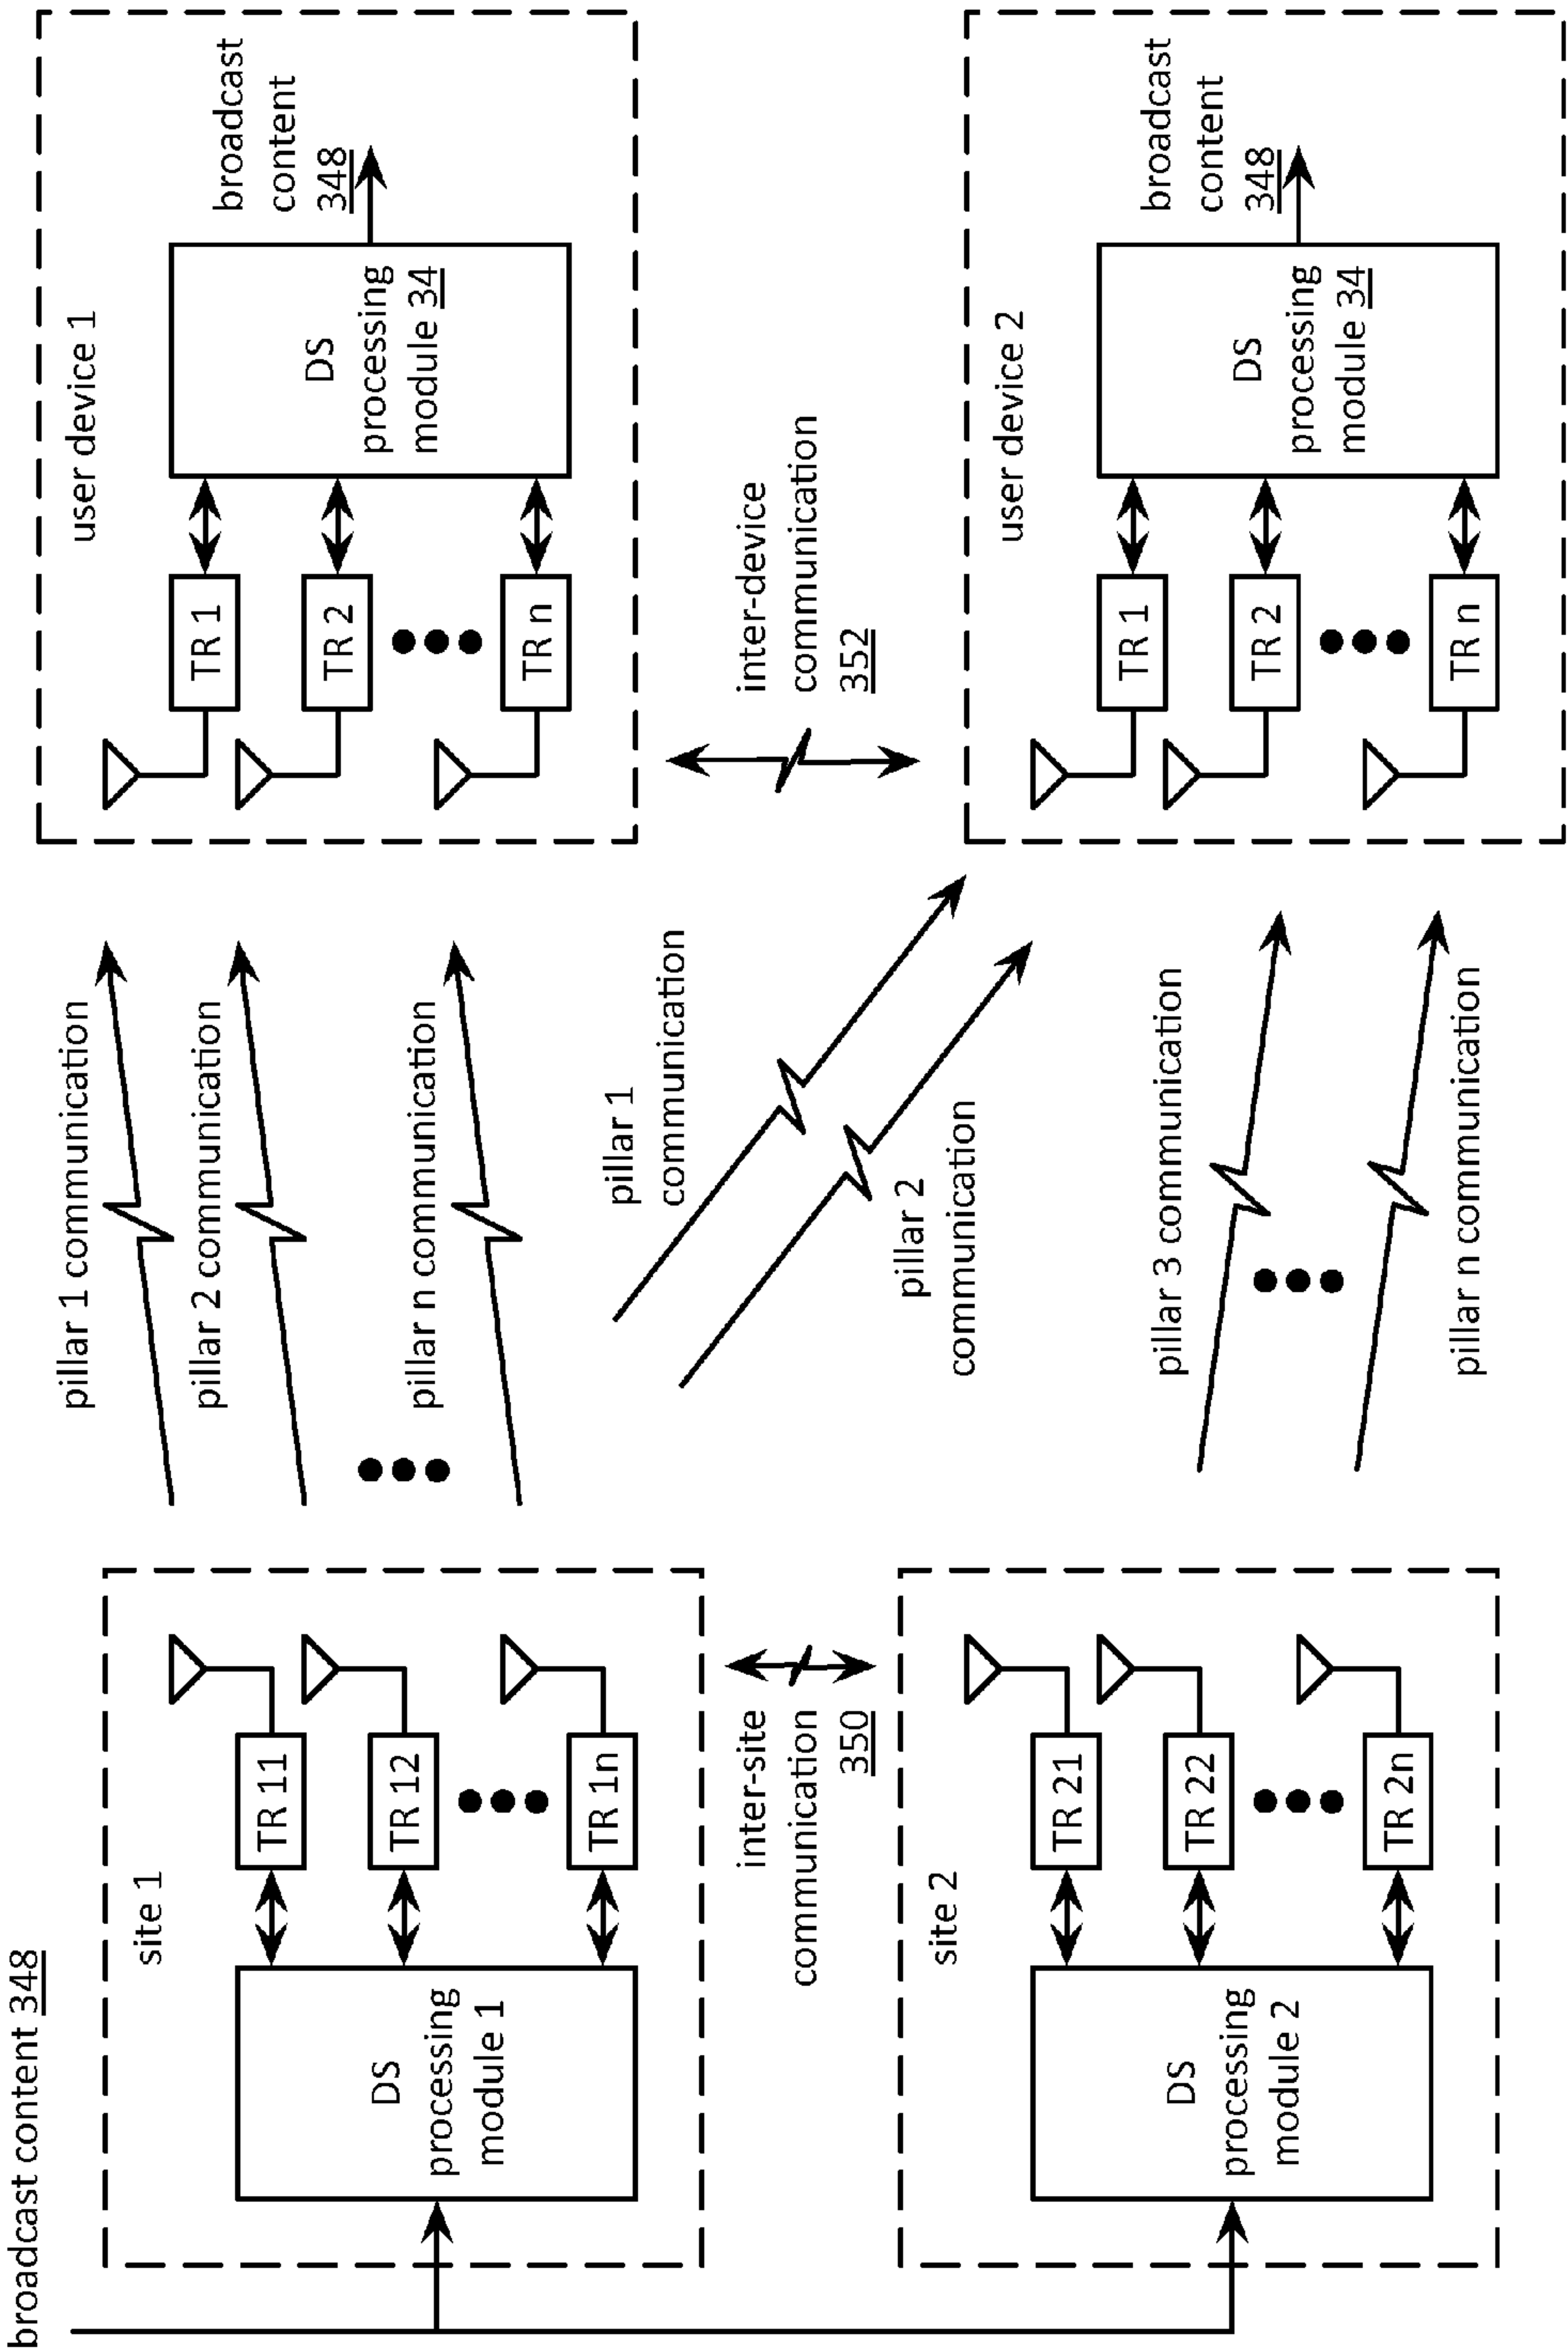 broadcast content 348
site 1
DS
processing
module 1
TR 11
TR 12
TR 1n
inter-site
communication
350
site 2
DS
processing
module 2
TR 21
TR 22
TR 2n
pillar 1 communication
pillar 2 communication
pillar n communication
pillar 1
communication
pillar 2
communication
pillar 3 communication
pillar n communication
user device 1
TR 1
TR 2
TR n
DS
processing
module 34
broadcast
content
348
inter-device
communication
352
user device 2
TR 1
TR 2
TR n
DS
processing
module 34
broadcast
content
348